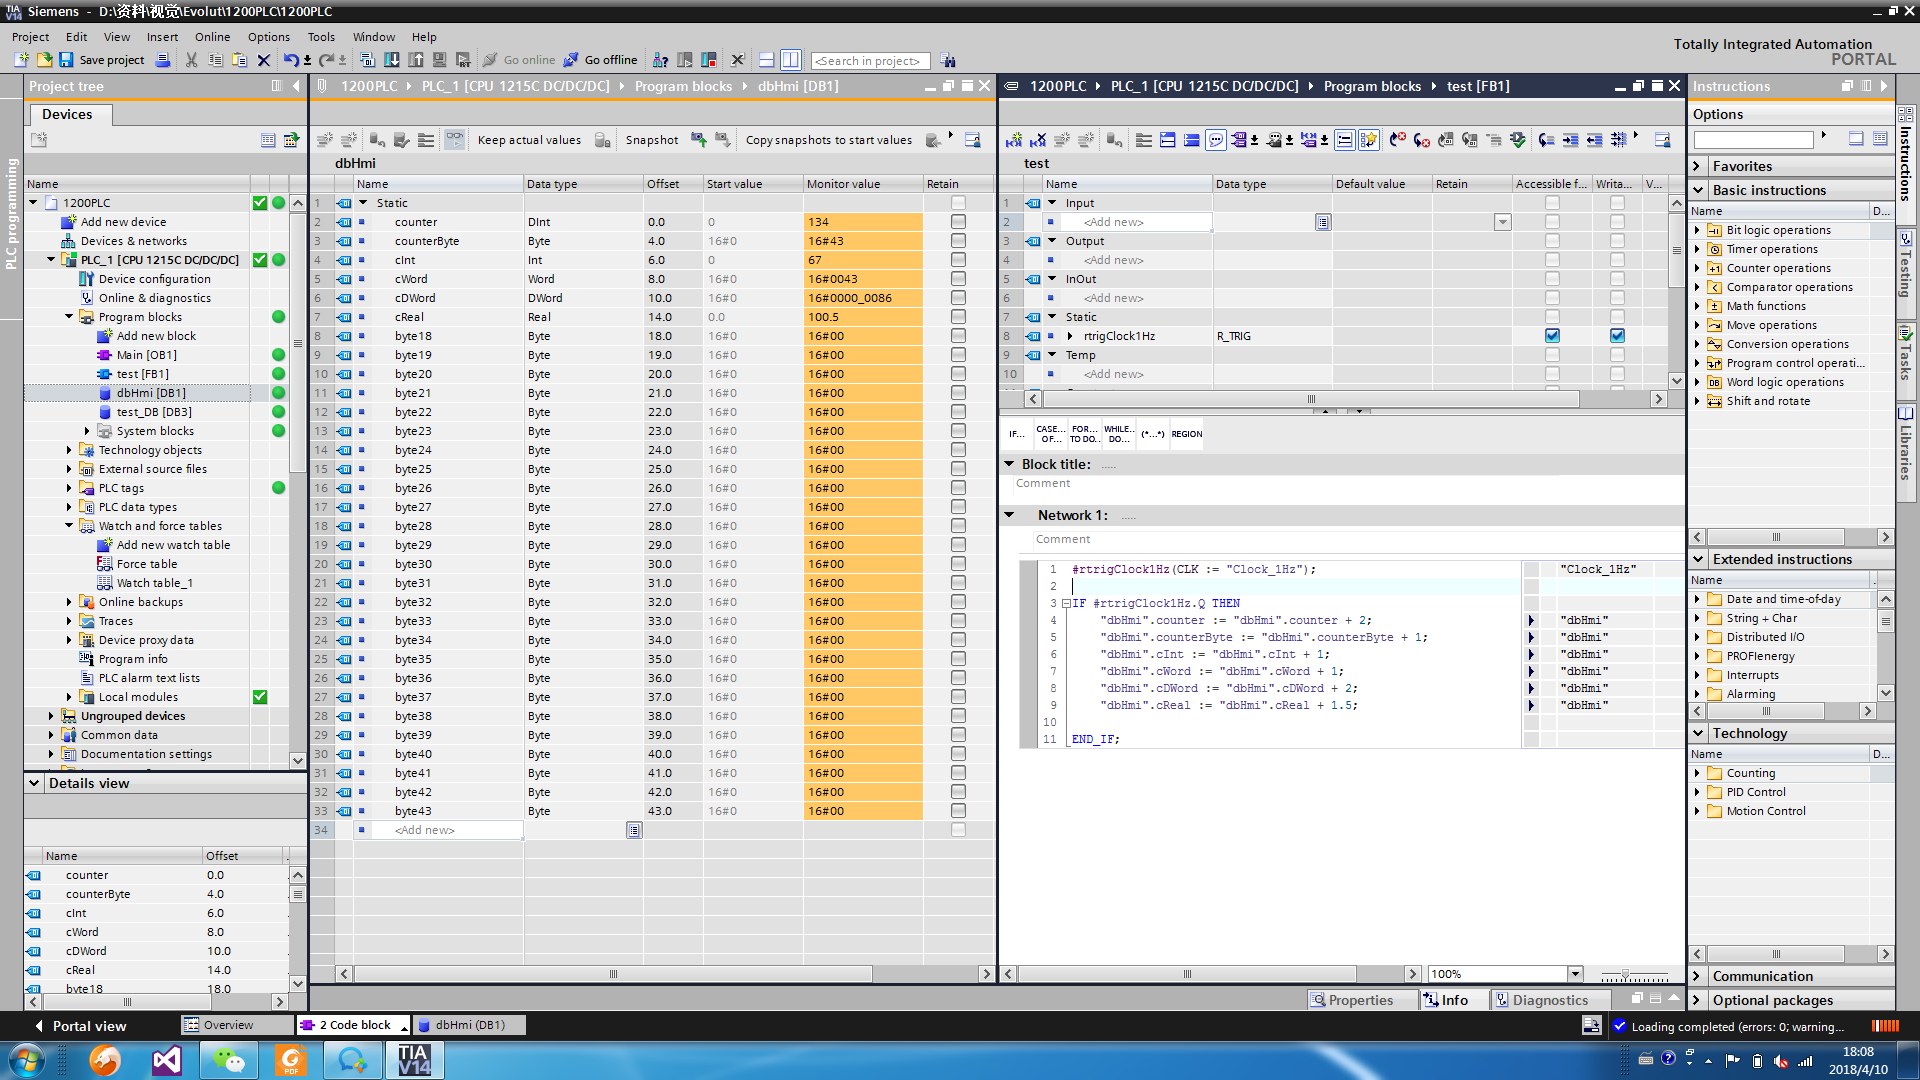 Siemens - D:\资料\视觉\Evolut\1200PLC\1200PLC
Project Edit View Insert Online Options Tools Window Help
Totally Integrated Automation
PORTAL
Save project Go online Go offline <Search in project>
Project tree
Devices
PLC programming
Name
1200PLC
Add new device
Devices & networks
PLC_1 [CPU 1215C DC/DC/DC]
Device configuration
Online & diagnostics
Program blocks
Add new block
Main [OB1]
test [FB1]
dbHmi [DB1]
test_DB [DB3]
System blocks
Technology objects
External source files
PLC tags
PLC data types
Watch and force tables
Add new watch table
Force table
Watch table_1
Online backups
Traces
Device proxy data
Program info
PLC alarm text lists
Local modules
Ungrouped devices
Common data
Documentation settings
Details view
Name Offset
counter 0.0
counterByte 4.0
cInt 6.0
cWord 8.0
cDWord 10.0
cReal 14.0
byte18 18.0
1200PLC PLC_1 [CPU 1215C DC/DC/DC] Program blocks dbHmi [DB1]
Keep actual values Snapshot Copy snapshots to start values
dbHmi
Name Data type Offset Start value Monitor value Retain
1 Static
2 counter DInt 0.0 0 134
3 counterByte Byte 4.0 16#0 16#43
4 cInt Int 6.0 0 67
5 cWord Word 8.0 16#0 16#0043
6 cDWord DWord 10.0 16#0 16#0000_0086
7 cReal Real 14.0 0.0 100.5
8 byte18 Byte 18.0 16#0 16#00
9 byte19 Byte 19.0 16#0 16#00
10 byte20 Byte 20.0 16#0 16#00
11 byte21 Byte 21.0 16#0 16#00
12 byte22 Byte 22.0 16#0 16#00
13 byte23 Byte 23.0 16#0 16#00
14 byte24 Byte 24.0 16#0 16#00
15 byte25 Byte 25.0 16#0 16#00
16 byte26 Byte 26.0 16#0 16#00
17 byte27 Byte 27.0 16#0 16#00
18 byte28 Byte 28.0 16#0 16#00
19 byte29 Byte 29.0 16#0 16#00
20 byte30 Byte 30.0 16#0 16#00
21 byte31 Byte 31.0 16#0 16#00
22 byte32 Byte 32.0 16#0 16#00
23 byte33 Byte 33.0 16#0 16#00
24 byte34 Byte 34.0 16#0 16#00
25 byte35 Byte 35.0 16#0 16#00
26 byte36 Byte 36.0 16#0 16#00
27 byte37 Byte 37.0 16#0 16#00
28 byte38 Byte 38.0 16#0 16#00
29 byte39 Byte 39.0 16#0 16#00
30 byte40 Byte 40.0 16#0 16#00
31 byte41 Byte 41.0 16#0 16#00
32 byte42 Byte 42.0 16#0 16#00
33 byte43 Byte 43.0 16#0 16#00
34 <Add new>
1200PLC PLC_1 [CPU 1215C DC/DC/DC] Program blocks test [FB1]
test
Name Data type Default value Retain Accessible f... Writa... V...
1 Input
2 <Add new>
3 Output
4 <Add new>
5 InOut
6 <Add new>
7 Static
8 rtrigClock1Hz R_TRIG
9 Temp
10 <Add new>
IF... CASE... OF... FOR... TO DO.. WHILE.. DO... (*...*) REGION
Block title: .....
Comment
Network 1: .....
Comment
1 #rtrigClock1Hz(CLK := "Clock_1Hz"); "Clock_1Hz"
2
3 IF #rtrigClock1Hz.Q THEN
4 "dbHmi".counter := "dbHmi".counter + 2; "dbHmi"
5 "dbHmi".counterByte := "dbHmi".counterByte + 1; "dbHmi"
6 "dbHmi".cInt := "dbHmi".cInt + 1; "dbHmi"
7 "dbHmi".cWord := "dbHmi".cWord + 1; "dbHmi"
8 "dbHmi".cDWord := "dbHmi".cDWord + 2; "dbHmi"
9 "dbHmi".cReal := "dbHmi".cReal + 1.5; "dbHmi"
10
11 END_IF;
100%
Properties Info Diagnostics
Instructions
Options
Favorites
Basic instructions
Name D...
Bit logic operations
Timer operations
Counter operations
Comparator operations
Math functions
Move operations
Conversion operations
Program control operati...
Word logic operations
Shift and rotate
Extended instructions
Name
Date and time-of-day
String + Char
Distributed I/O
PROFIenergy
Interrupts
Alarming
Technology
Name D...
Counting
PID Control
Motion Control
Communication
Optional packages
Instructions
Testing
Tasks
Libraries
Portal view Overview 2 Code block dbHmi (DB1) Loading completed (errors: 0; warning...
TIA V14
PDF
18:08
2018/4/10